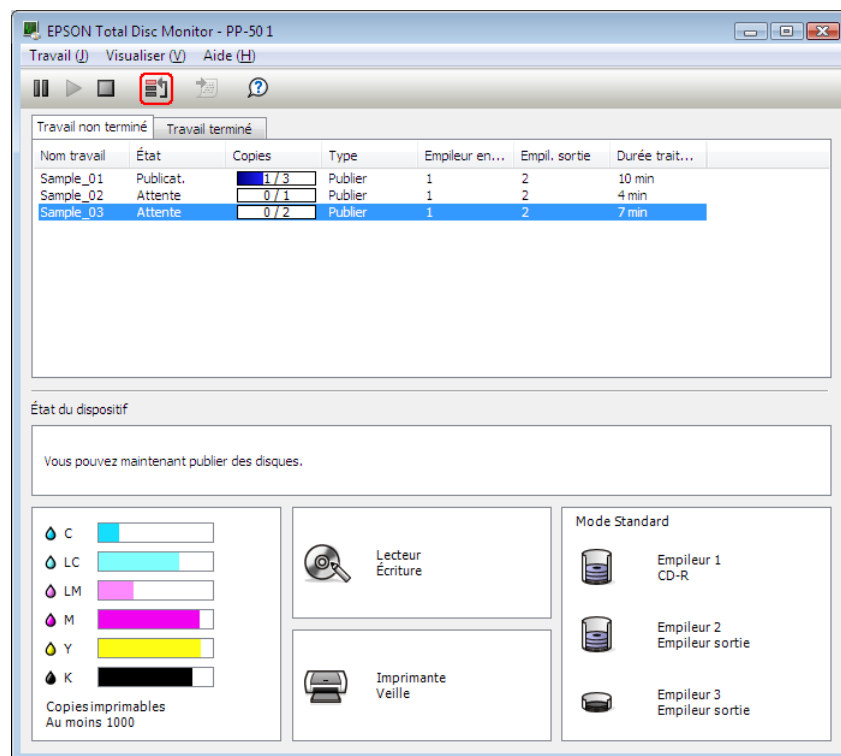 EPSON Total Disc Monitor - PP-50 1
Travail (J) Visualiser (V) Aide (H)
Travail non terminé Travail terminé
Nom travail État Copies Type Empileur en... Empil. sortie Durée trait...
Sample_01 Publicat. 1 / 3 Publier 1 2 10 min
Sample_02 Attente 0 / 1 Publier 1 2 4 min
Sample_03 Attente 0 / 2 Publier 1 2 7 min
État du dispositif
Vous pouvez maintenant publier des disques.
C
LC
LM
M
Y
K
Copies imprimables
Au moins 1000
Lecteur
Écriture
Imprimante
Veille
Mode Standard
Empileur 1
CD-R
Empileur 2
Empileur sortie
Empileur 3
Empileur sortie